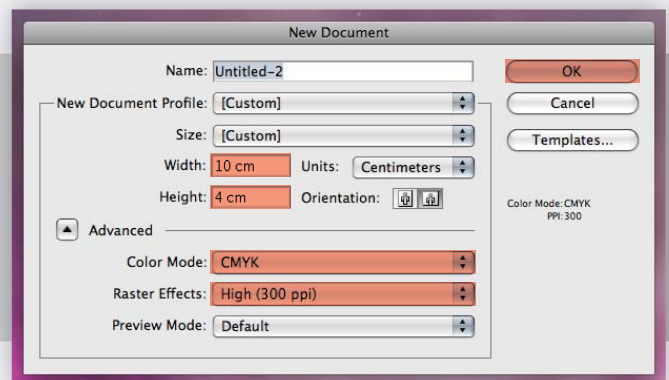 New Document
Name: Untitled-2
OK
New Document Profile: [Custom]
Cancel
Size: [Custom]
Templates...
Width: 10 cm Units: Centimeters
Height: 4 cm Orientation:
Color Mode: CMYK
PPI: 300
Advanced
Color Mode: CMYK
Raster Effects: High (300 ppi)
Preview Mode: Default